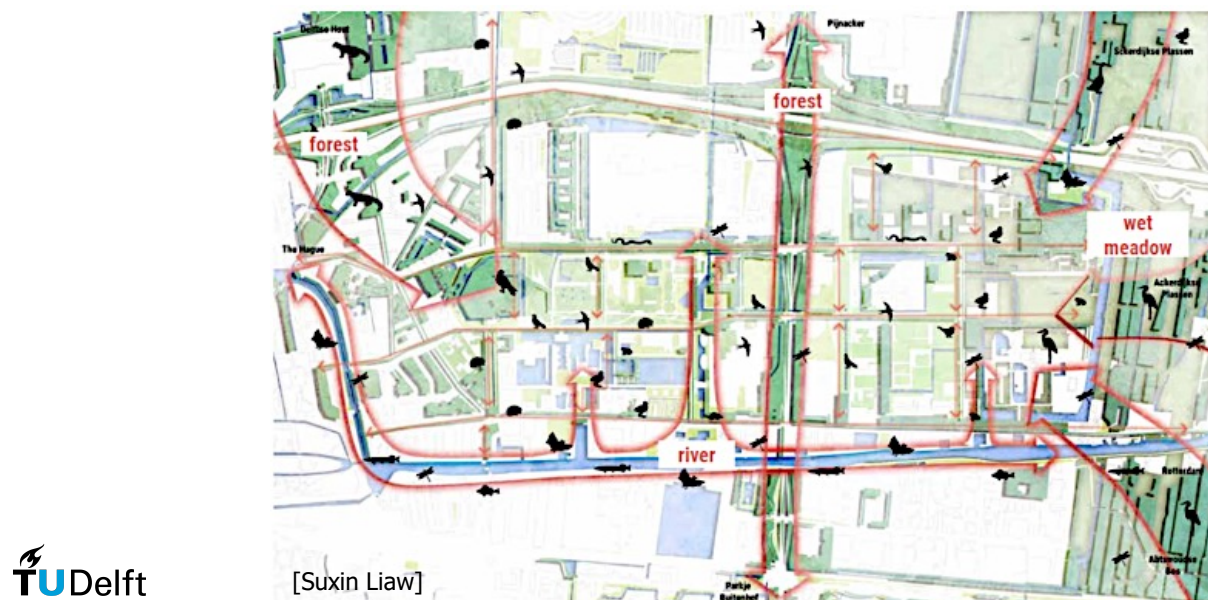 Delftse Hout
Pijnacker
Sckerdijkse Plassen
forest
forest
wet
meadow
The Hague
Ackerdijkse
Plassen
river
Rotterdam
Abtswoudse
Bos
Parkje
Buitenhof
TUDelft
[Suxin Liaw]